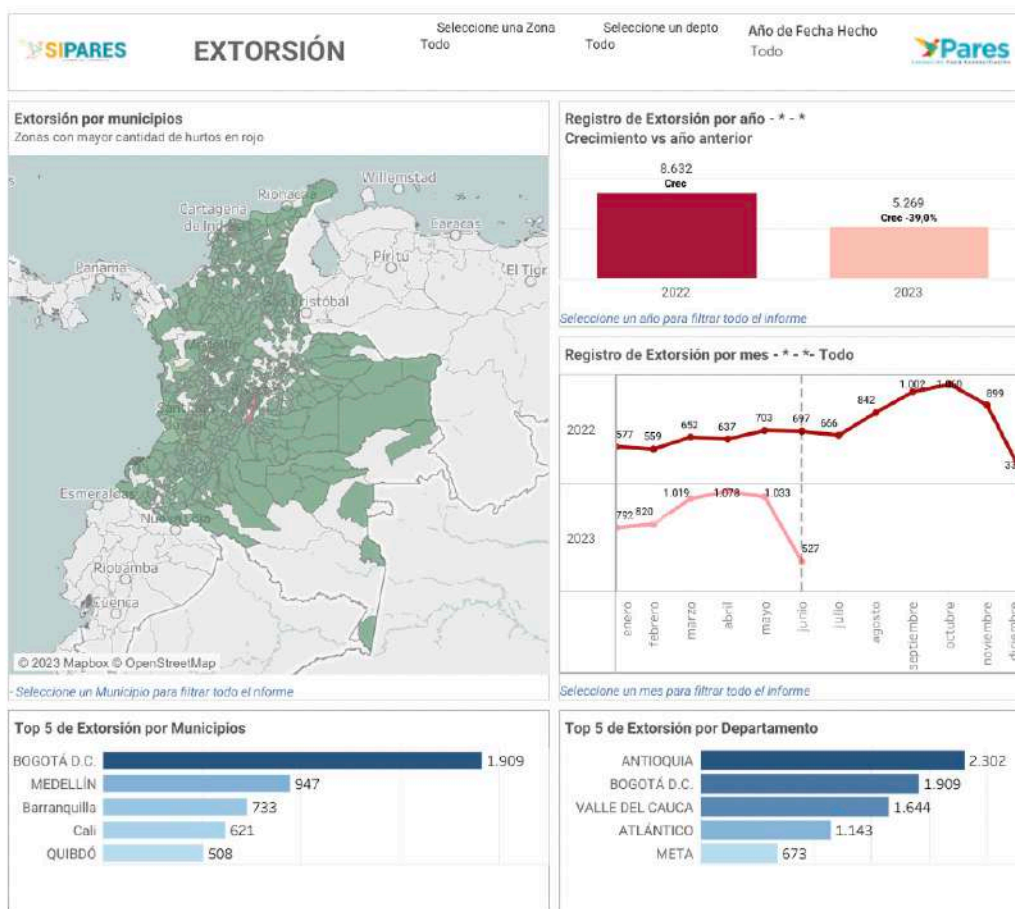 SIPARES
EXTORSIÓN
Seleccione una Zona
Todo
Seleccione un depto
Todo
Año de Fecha Hecho
Todo
Pares
Extorsión por municipios
Zonas con mayor cantidad de hurtos en rojo
Willemstad
Cartagena
Caracas
Panamá
Píritu
El Tigr
Esmeraldas
Riobamba
Cuenca
© 2023 Mapbox © OpenStreetMap
- Seleccione un Municipio para filtrar todo el nforme
Registro de Extorsión por año - * - *
Crecimiento vs año anterior
8.632
Crec
5.269
Crec -39,0%
2022
2023
Seleccione un año para filtrar todo el informe
Registro de Extorsión por mes - * - *- Todo
2022
577
559
652
637
703
697
666
842
1.002
899
33
2023
792
820
1.019
1.078
1.033
527
enero
febrero
marzo
abril
mayo
junio
julio
agosto
septiembre
octubre
noviembre
diciembre
Seleccione un mes para filtrar todo el informe
Top 5 de Extorsión por Municipios
BOGOTÁ D.C. 1.909
MEDELLÍN 947
Barranquilla 733
Cali 621
QUIBDÓ 508
Top 5 de Extorsión por Departamento
ANTIOQUIA 2.302
BOGOTÁ D.C. 1.909
VALLE DEL CAUCA 1.644
ATLÁNTICO 1.143
META 673